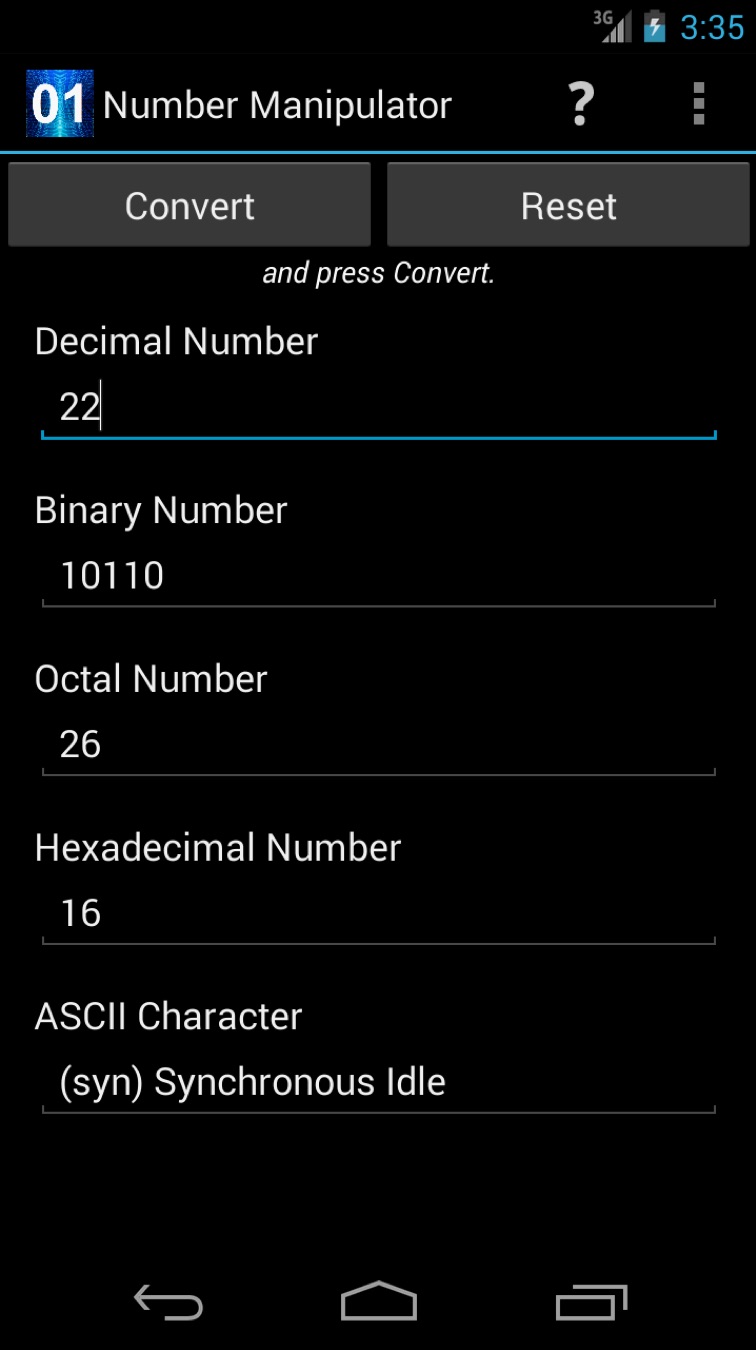 3G 3:35
01 Number Manipulator ?
Convert Reset
and press Convert.
Decimal Number
22
Binary Number
10110
Octal Number
26
Hexadecimal Number
16
ASCII Character
(syn) Synchronous Idle